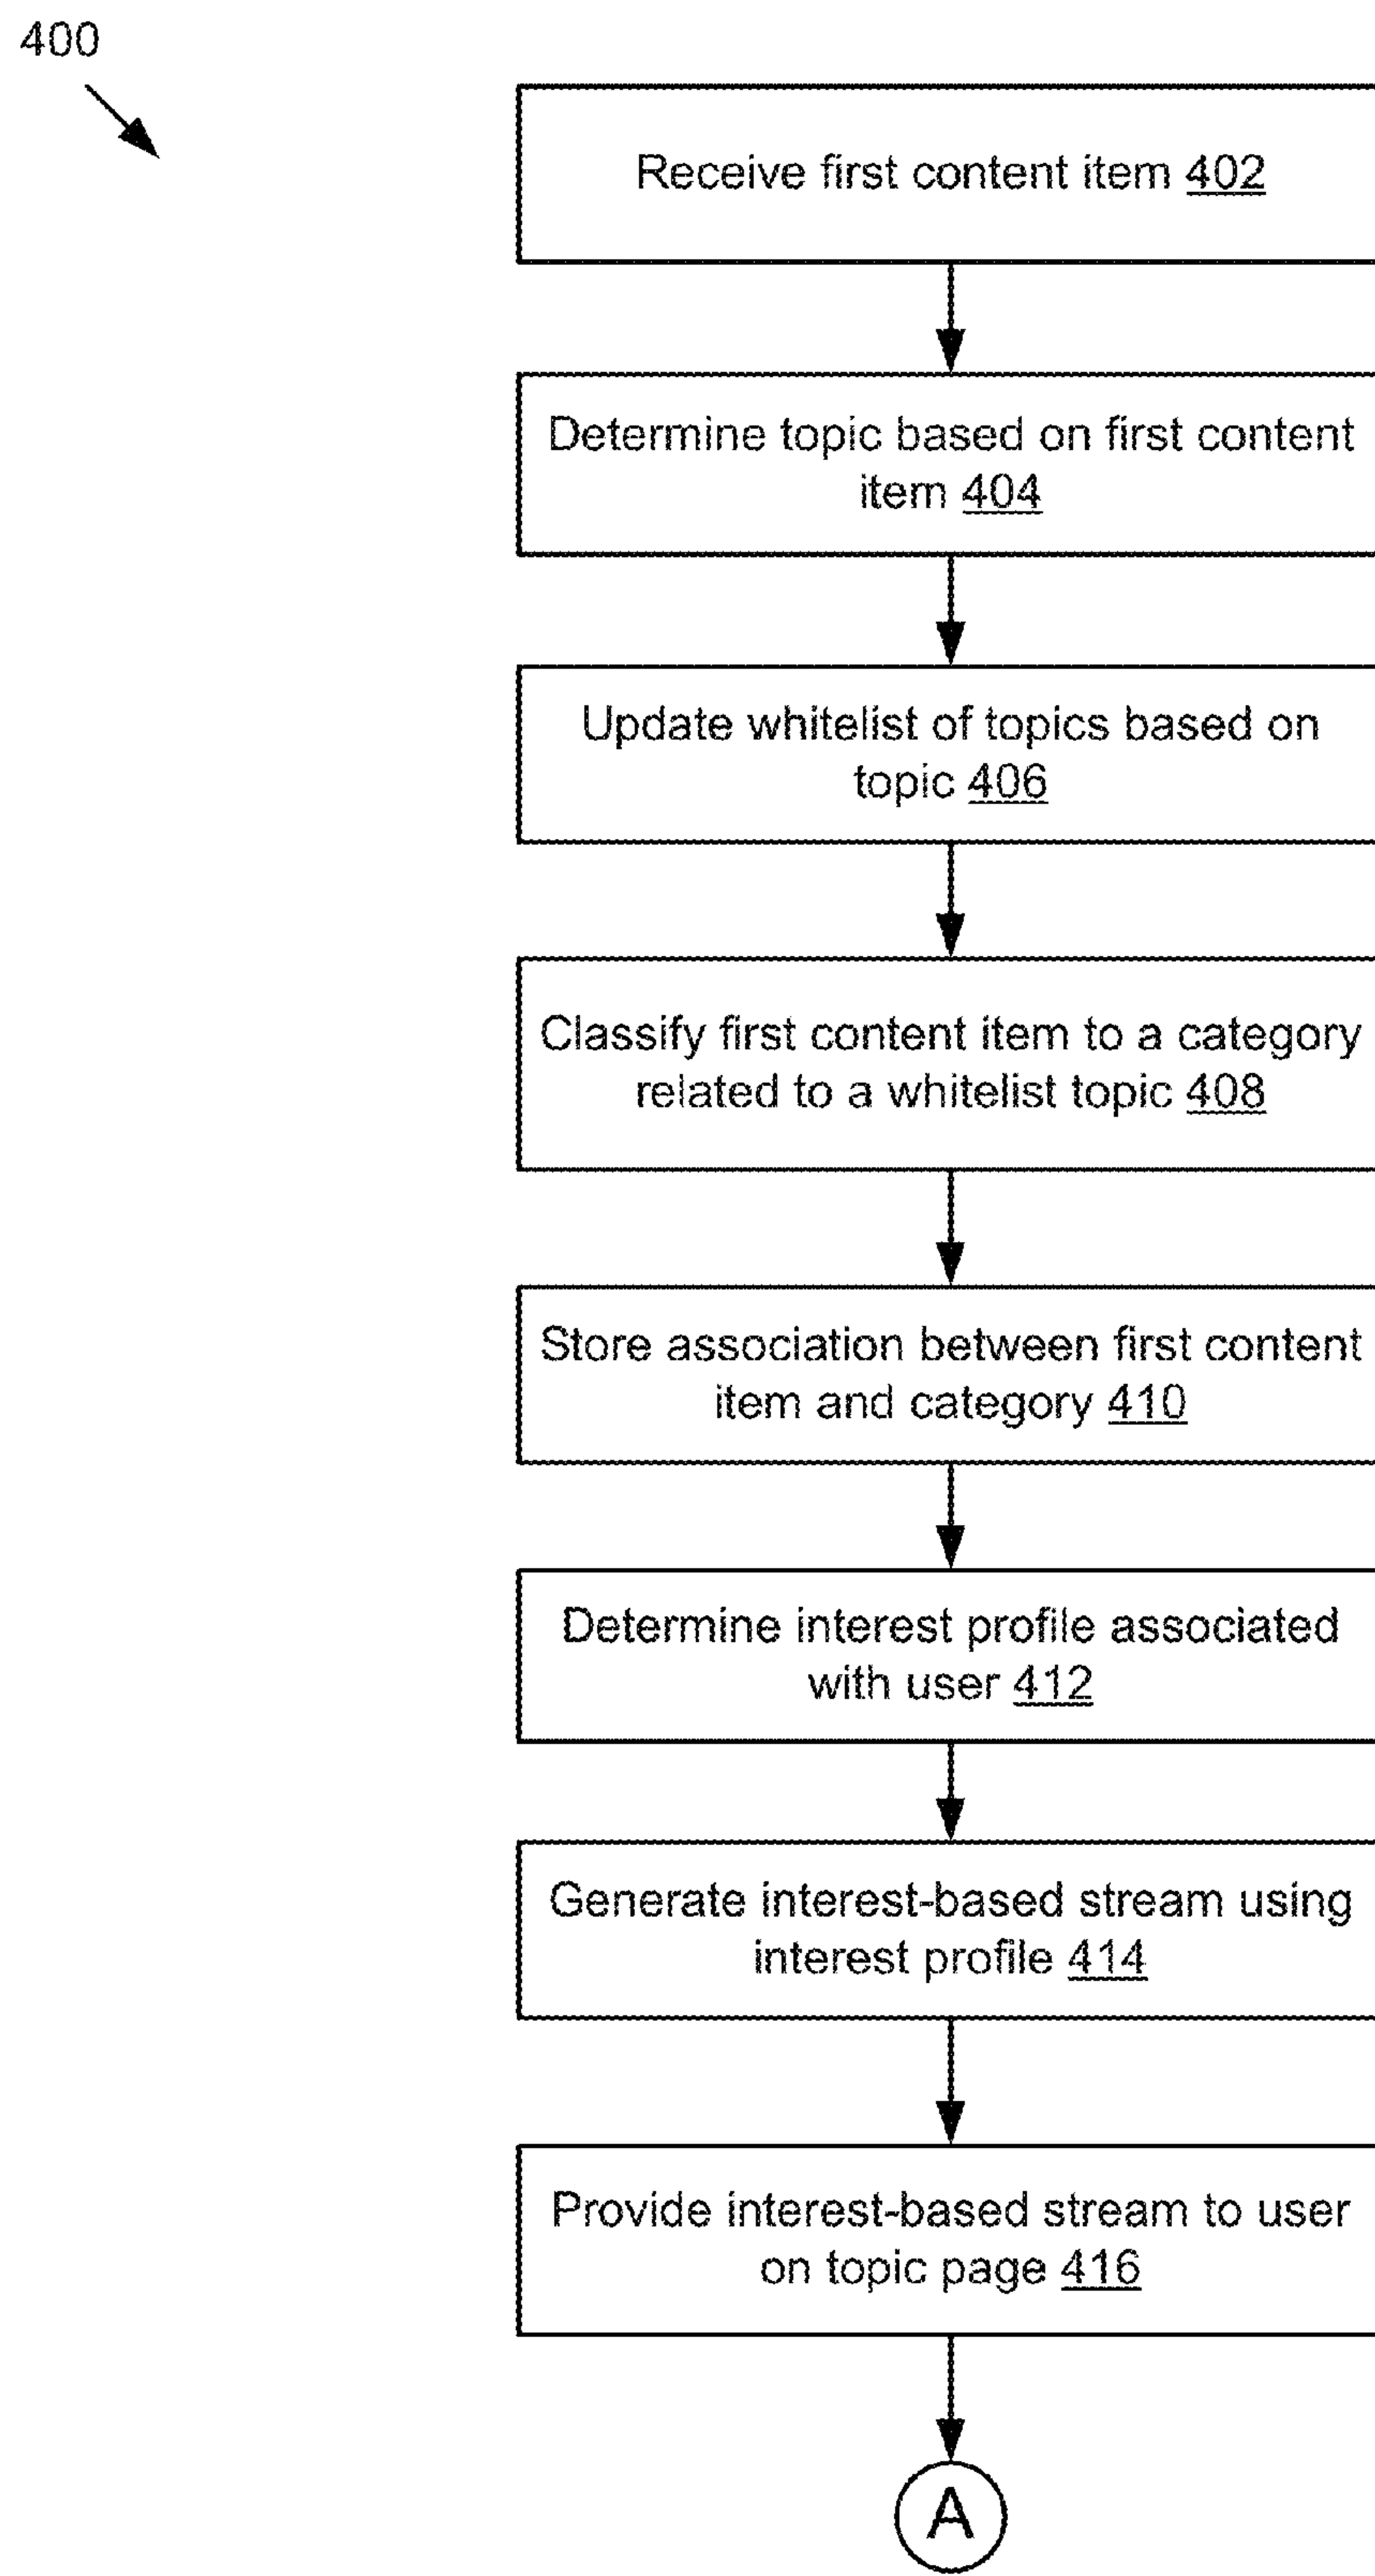 400
Receive first content item 402
Determine topic based on first content
item 404
Update whitelist of topics based on
topic 406
Classify first content item to a category
related to a whitelist topic 408
Store association between first content
item and category 410
Determine interest profile associated
with user 412
Generate interest-based stream using
interest profile 414
Provide interest-based stream to user
on topic page 416
A